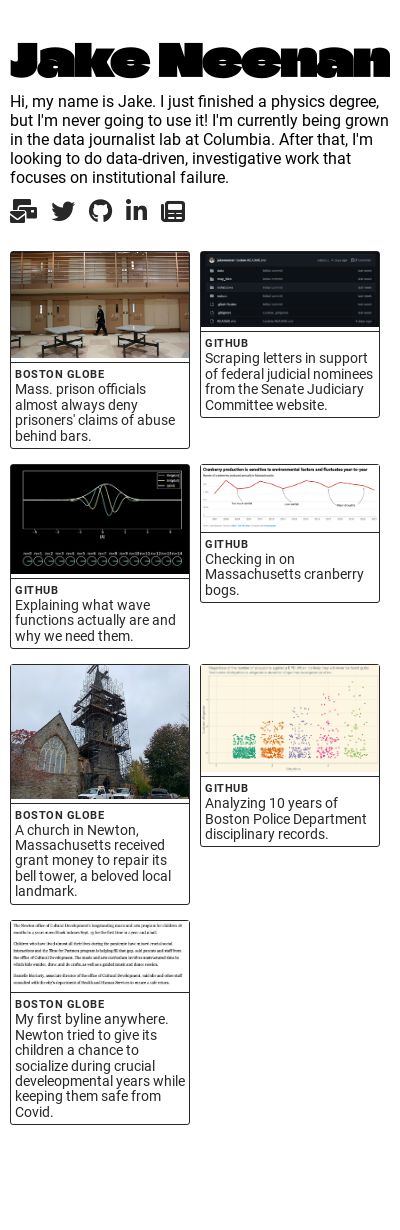 Jake Neenan
Hi, my name is Jake. I just finished a physics degree,
but I'm never going to use it! I'm currently being grown
in the data journalist lab at Columbia. After that, I'm
looking to do data-driven, investigative work that
focuses on institutional failure.
BOSTON GLOBE
Mass. prison officials
almost always deny
prisoners' claims of abuse
behind bars.
GITHUB
Scraping letters in support
of federal judicial nominees
from the Senate Judiciary
Committee website.
GITHUB
Explaining what wave
functions actually are and
why we need them.
Cranberry production is sensitive to environmental factors and fluctuates year-to-year
GITHUB
Checking in on
Massachusetts cranberry
bogs.
BOSTON GLOBE
A church in Newton,
Massachusetts received
grant money to repair its
bell tower, a beloved local
landmark.
GITHUB
Analyzing 10 years of
Boston Police Department
disciplinary records.
BOSTON GLOBE
My first byline anywhere.
Newton tried to give its
children a chance to
socialize during crucial
develeopmental years while
keeping them safe from
Covid.